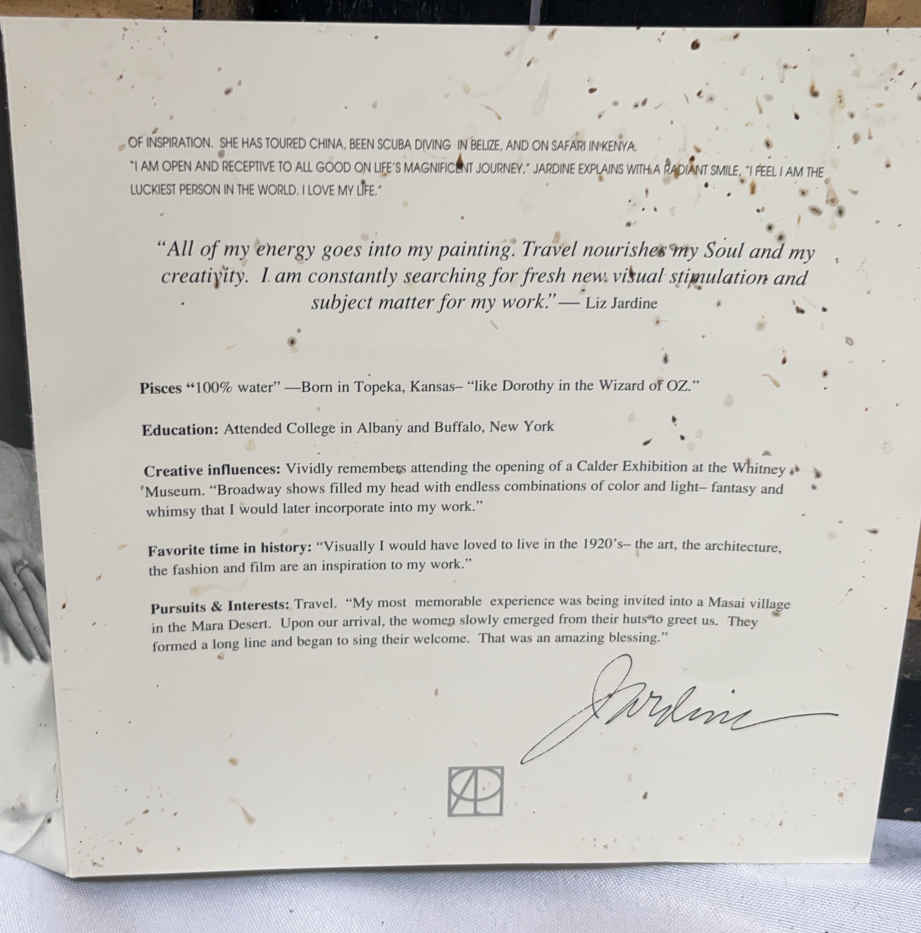 OF INSPIRATION. SHE HAS TOURED CHINA, BEEN SCUBA DIVING IN BELIZE, AND ON SAFARI IN KENYA.
"I AM OPEN AND RECEPTIVE TO ALL GOOD ON LIFE'S MAGNIFICENT JOURNEY," JARDINE EXPLAINS WITH A RADIANT SMILE, "I FEEL I AM THE
LUCKIEST PERSON IN THE WORLD. I LOVE MY LIFE."
“All of my energy goes into my painting. Travel nourishes my Soul and my
creativity. I am constantly searching for fresh new visual stimulation and
subject matter for my work.” — Liz Jardine
Pisces “100% water” —Born in Topeka, Kansas– “like Dorothy in the Wizard of OZ.”
Education: Attended College in Albany and Buffalo, New York
Creative influences: Vividly remembers attending the opening of a Calder Exhibition at the Whitney
Museum. “Broadway shows filled my head with endless combinations of color and light– fantasy and
whimsy that I would later incorporate into my work.”
Favorite time in history: “Visually I would have loved to live in the 1920’s– the art, the architecture,
the fashion and film are an inspiration to my work.”
Pursuits & Interests: Travel. “My most memorable experience was being invited into a Masai village
in the Mara Desert. Upon our arrival, the women slowly emerged from their huts to greet us. They
formed a long line and began to sing their welcome. That was an amazing blessing.”
Jardine